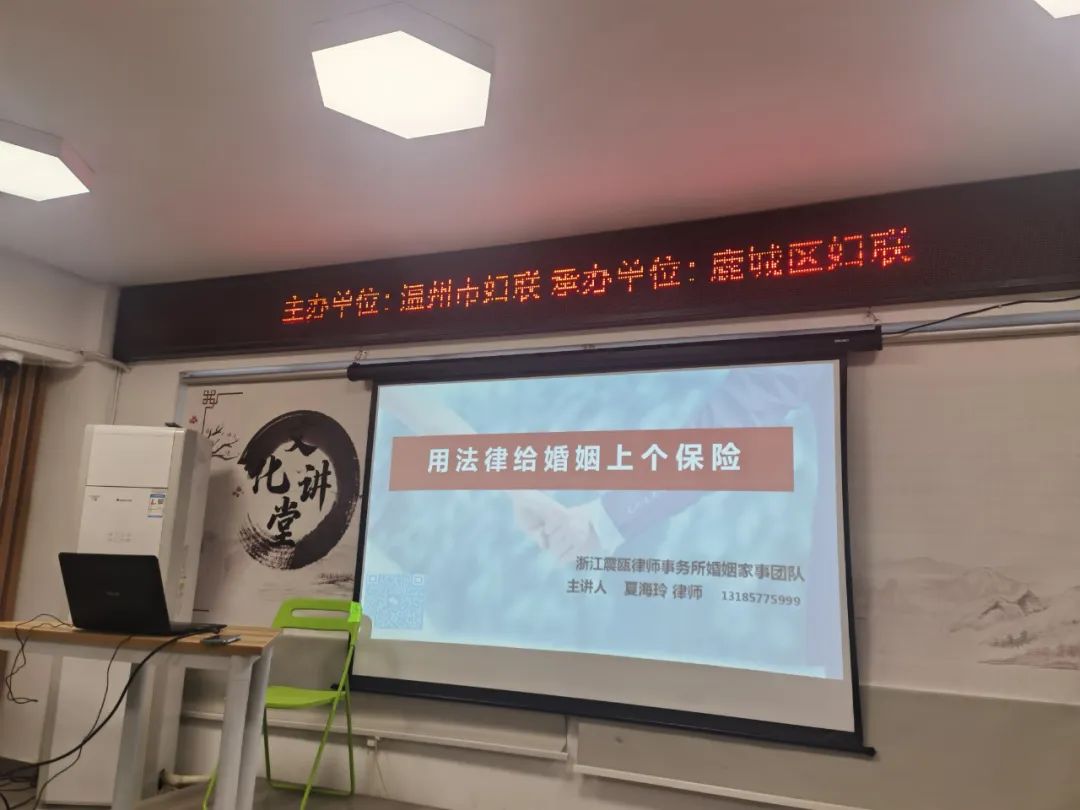 主办单位：温州市妇联 承办单位：鹿城区妇联
文化讲堂
用法律给婚姻上个保险
浙江震瓯律师事务所婚姻家事团队
主讲人 夏海玲 律师 13185775999